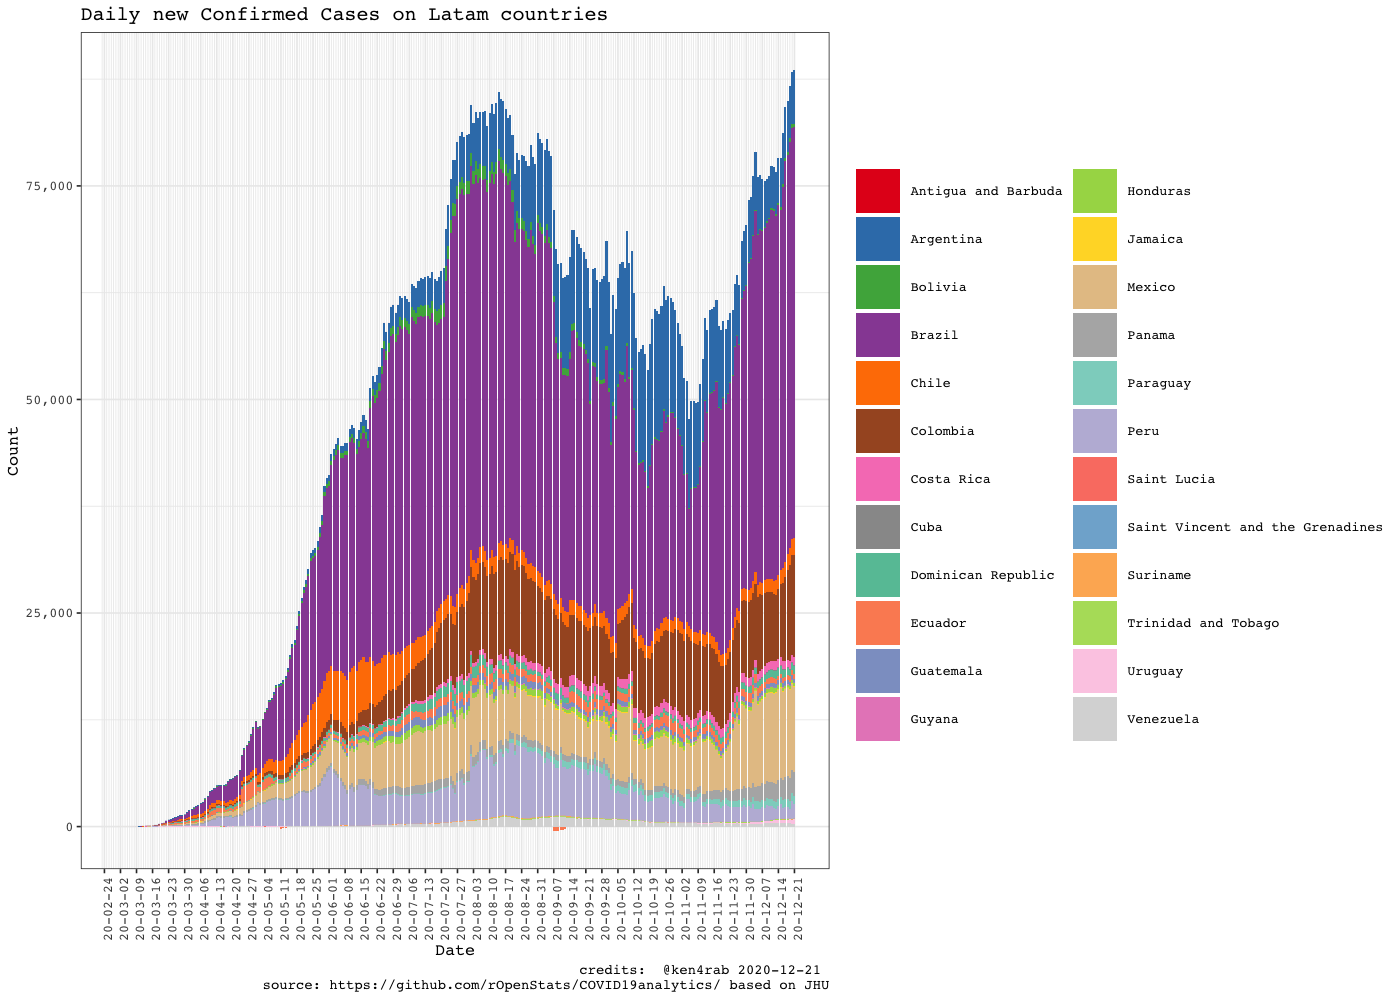 Daily new Confirmed Cases on Latam countries
Count
75,000
50,000
25,000
0
20-02-24
20-03-02
20-03-09
20-03-16
20-03-23
20-03-30
20-04-06
20-04-13
20-04-20
20-04-27
20-05-04
20-05-11
20-05-18
20-05-25
20-06-01
20-06-08
20-06-15
20-06-22
20-06-29
20-07-06
20-07-13
20-07-20
20-07-27
20-08-03
20-08-10
20-08-17
20-08-24
20-08-31
20-09-07
20-09-14
20-09-21
20-09-28
20-10-05
20-10-12
20-10-19
20-10-26
20-11-02
20-11-09
20-11-16
20-11-23
20-11-30
20-12-07
20-12-14
20-12-21
Date
Antigua and Barbuda
Argentina
Bolivia
Brazil
Chile
Colombia
Costa Rica
Cuba
Dominican Republic
Ecuador
Guatemala
Guyana
Honduras
Jamaica
Mexico
Panama
Paraguay
Peru
Saint Lucia
Saint Vincent and the Grenadines
Suriname
Trinidad and Tobago
Uruguay
Venezuela
credits: @ken4rab 2020-12-21
source: https://github.com/rOpenStats/COVID19analytics/ based on JHU